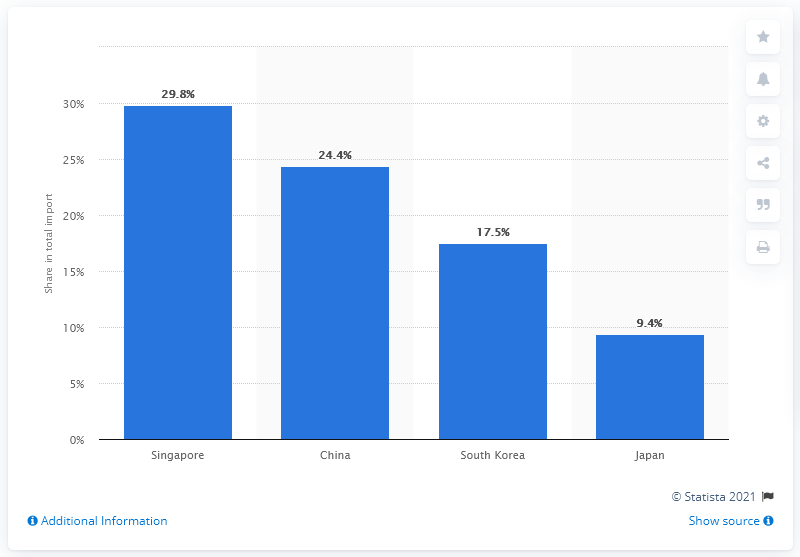 Share in total import
30%
25%
20%
15%
10%
5%
0%
29.8%
24.4%
17.5%
9.4%
Singapore
China
South Korea
Japan
© Statista 2021
Additional Information
Show source